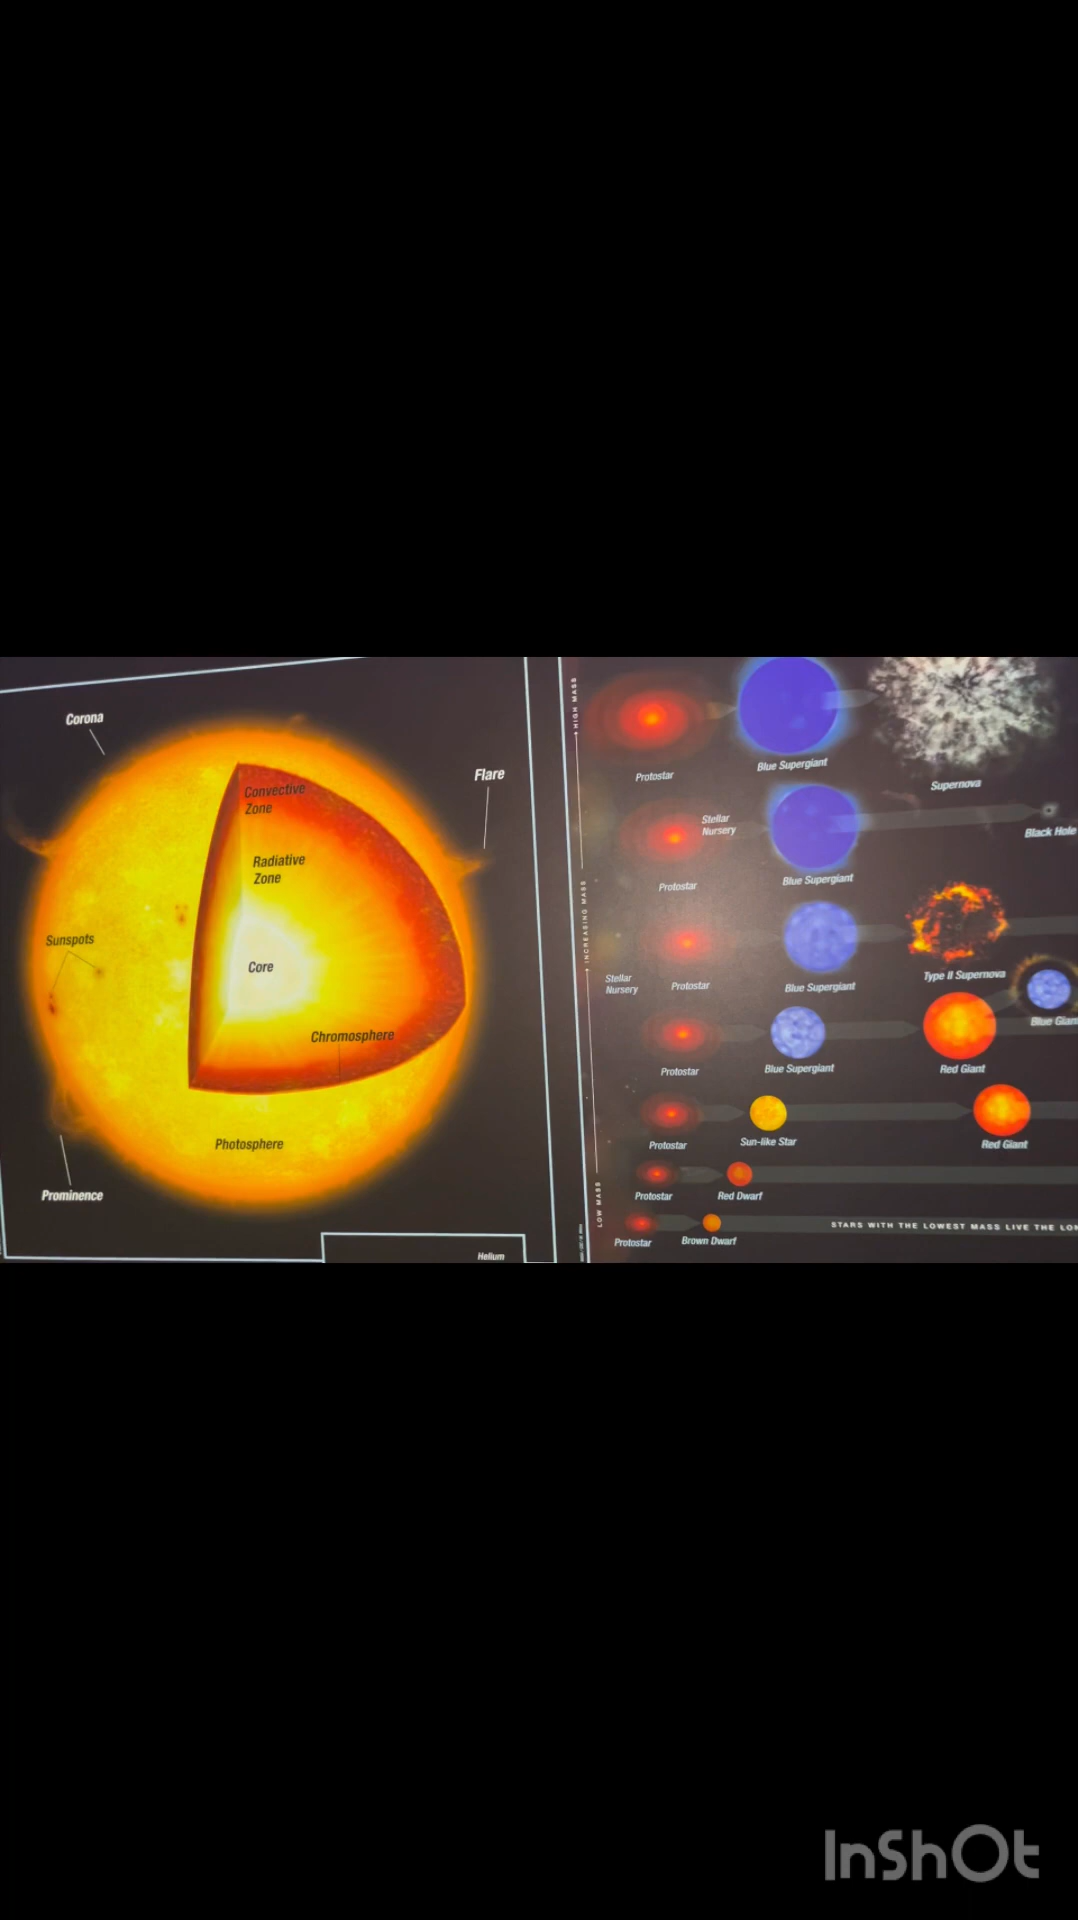 Corona
Flare
Convective
Zone
Radiative
Zone
Sunspots
Core
Chromosphere
Photosphere
Prominence
Helium
HIGH MASS
INCREASING MASS
LOW MASS
Protostar
Blue Supergiant
Supernova
Stellar
Nursery
Protostar
Blue Supergiant
Black Hole
Stellar
Nursery
Protostar
Blue Supergiant
Type II Supernova
Protostar
Blue Supergiant
Red Giant
Blue Gian
Protostar
Sun-like Star
Red Giant
Protostar
Red Dwarf
Protostar
Brown Dwarf
STARS WITH THE LOWEST MASS LIVE THE LON
InShOt